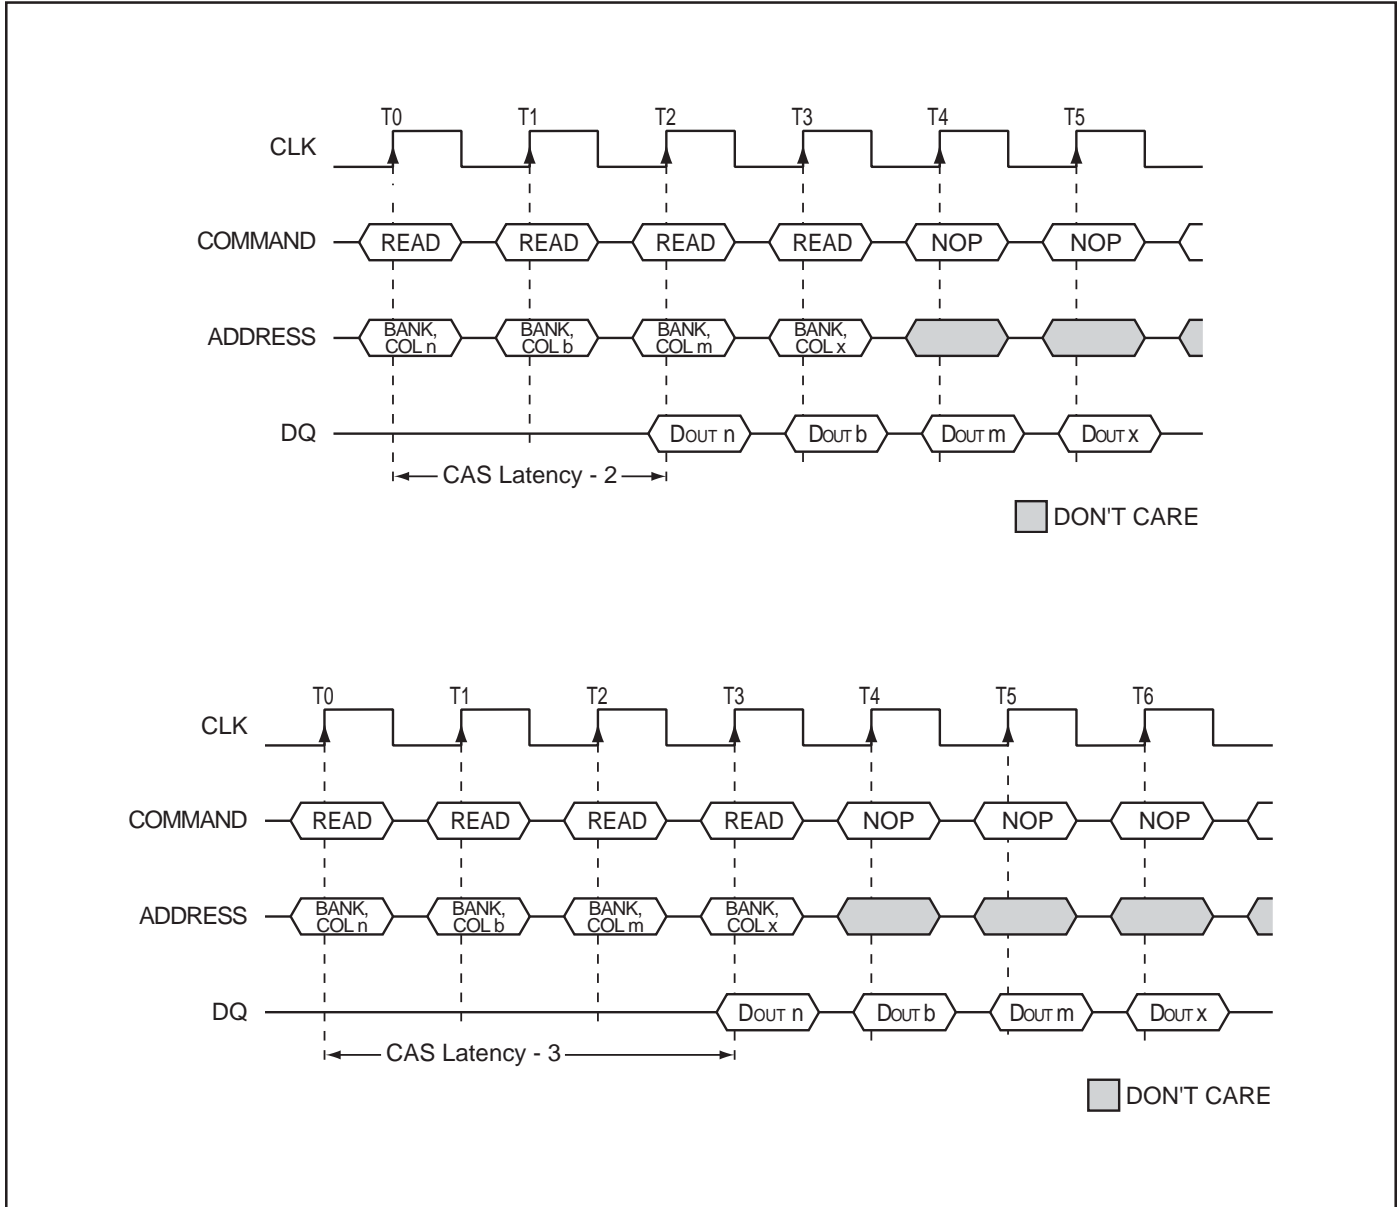 T0 T1 T2 T3 T4 T5
CLK
COMMAND READ READ READ READ NOP NOP
ADDRESS BANK, COL n BANK, COL b BANK, COL m BANK, COL x
DQ DOUT n DOUT b DOUT m DOUT x
CAS Latency - 2
DON'T CARE
T0 T1 T2 T3 T4 T5 T6
CLK
COMMAND READ READ READ READ NOP NOP NOP
ADDRESS BANK, COL n BANK, COL b BANK, COL m BANK, COL x
DQ DOUT n DOUT b DOUT m DOUT x
CAS Latency - 3
DON'T CARE